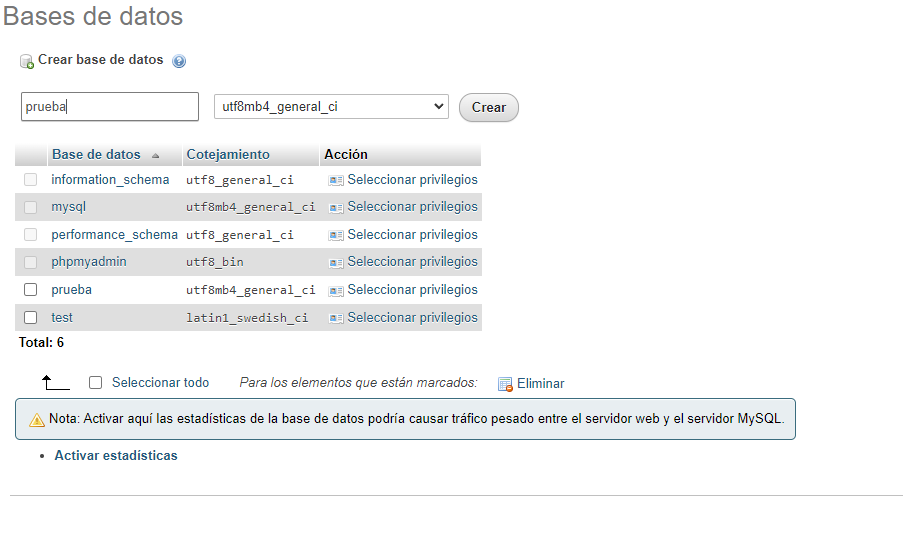 Bases de datos
Crear base de datos
prueba utf8mb4_general_ci Crear
Base de datos Cotejamiento Acción
information_schema utf8_general_ci Seleccionar privilegios
mysql utf8mb4_general_ci Seleccionar privilegios
performance_schema utf8_general_ci Seleccionar privilegios
phpmyadmin utf8_bin Seleccionar privilegios
prueba utf8mb4_general_ci Seleccionar privilegios
test latin1_swedish_ci Seleccionar privilegios
Total: 6
Seleccionar todo Para los elementos que están marcados: Eliminar
Nota: Activar aquí las estadísticas de la base de datos podría causar tráfico pesado entre el servidor web y el servidor MySQL.
• Activar estadísticas